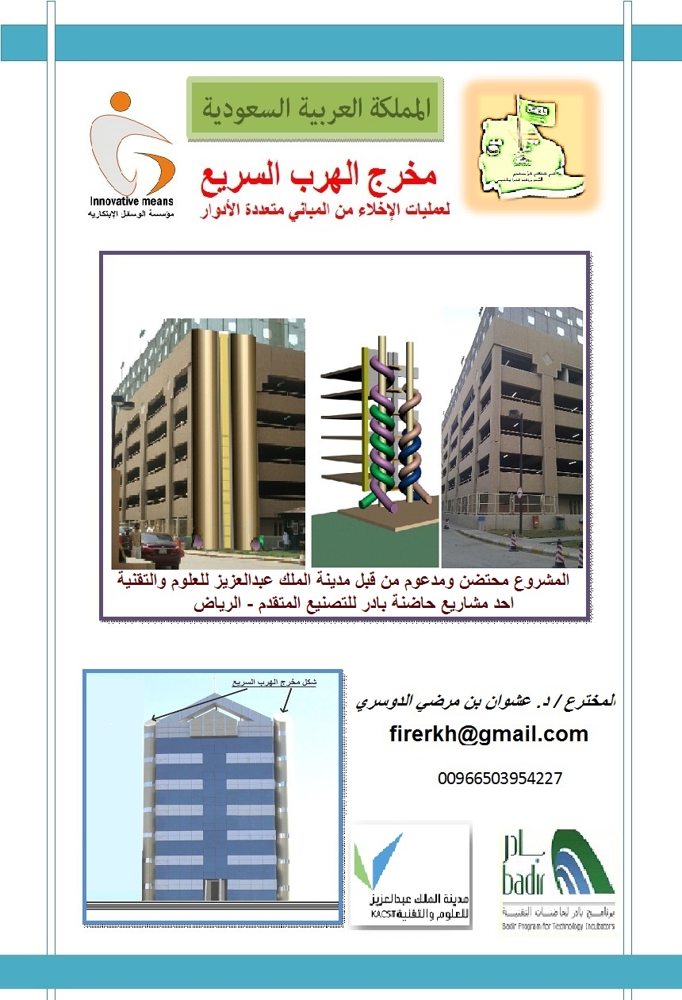 المملكة العربية السعودية
مخرج الهرب السريع
لعمليات الإخلاء من المباني متعددة الأدوار
Innovative means
مؤسسة الوسائل الإبتكاريه
المشروع محتضن ومدعوم من قبل مدينة الملك عبدالعزيز للعلوم والتقنية
احد مشاريع حاضنة بادر للتصنيع المتقدم - الرياض
شكل مخرج الهرب السريع
المخترع / د. عشوان بن مرضي الدوسري
firerkh@gmail.com
00966503954227
مدينة الملك عبدالعزيز
للعلوم والتقنية KACST
بادر
badir
برنامج بادر لحاضنات التقنية
Badir Program for Technology Incubators